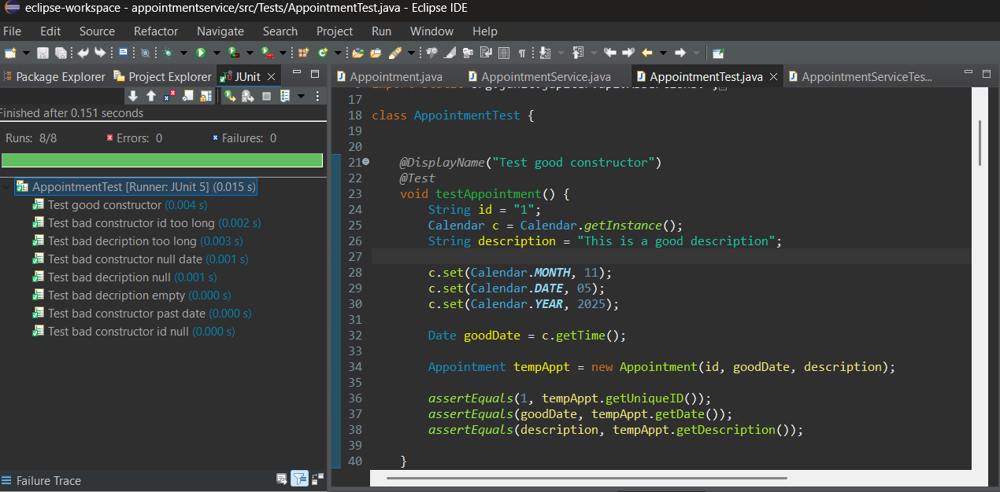 eclipse-workspace - appointmentservice/src/Tests/AppointmentTest.java - Eclipse IDE
File Edit Source Refactor Navigate Search Project Run Window Help
Package Explorer Project Explorer JUnit
Finished after 0.151 seconds
Runs: 8/8 Errors: 0 Failures: 0
AppointmentTest [Runner: JUnit 5] (0.015 s)
Test good constructor (0.004 s)
Test bad constructor id too long (0.002 s)
Test bad decription too long (0.003 s)
Test bad constructor null date (0.001 s)
Test bad decription null (0.001 s)
Test bad decription empty (0.000 s)
Test bad constructor past date (0.000 s)
Test bad constructor id null (0.000 s)
Failure Trace
Appointment.java AppointmentService.java AppointmentTest.java AppointmentServiceTes...
17
18 class AppointmentTest {
19
20
21 @DisplayName("Test good constructor")
22 @Test
23 void testAppointment() {
24 String id = "1";
25 Calendar c = Calendar.getInstance();
26 String description = "This is a good description";
27
28 c.set(Calendar.MONTH, 11);
29 c.set(Calendar.DATE, 05);
30 c.set(Calendar.YEAR, 2025);
31
32 Date goodDate = c.getTime();
33
34 Appointment tempAppt = new Appointment(id, goodDate, description);
35
36 assertEquals(1, tempAppt.getUniqueID());
37 assertEquals(goodDate, tempAppt.getDate());
38 assertEquals(description, tempAppt.getDescription());
39
40 }